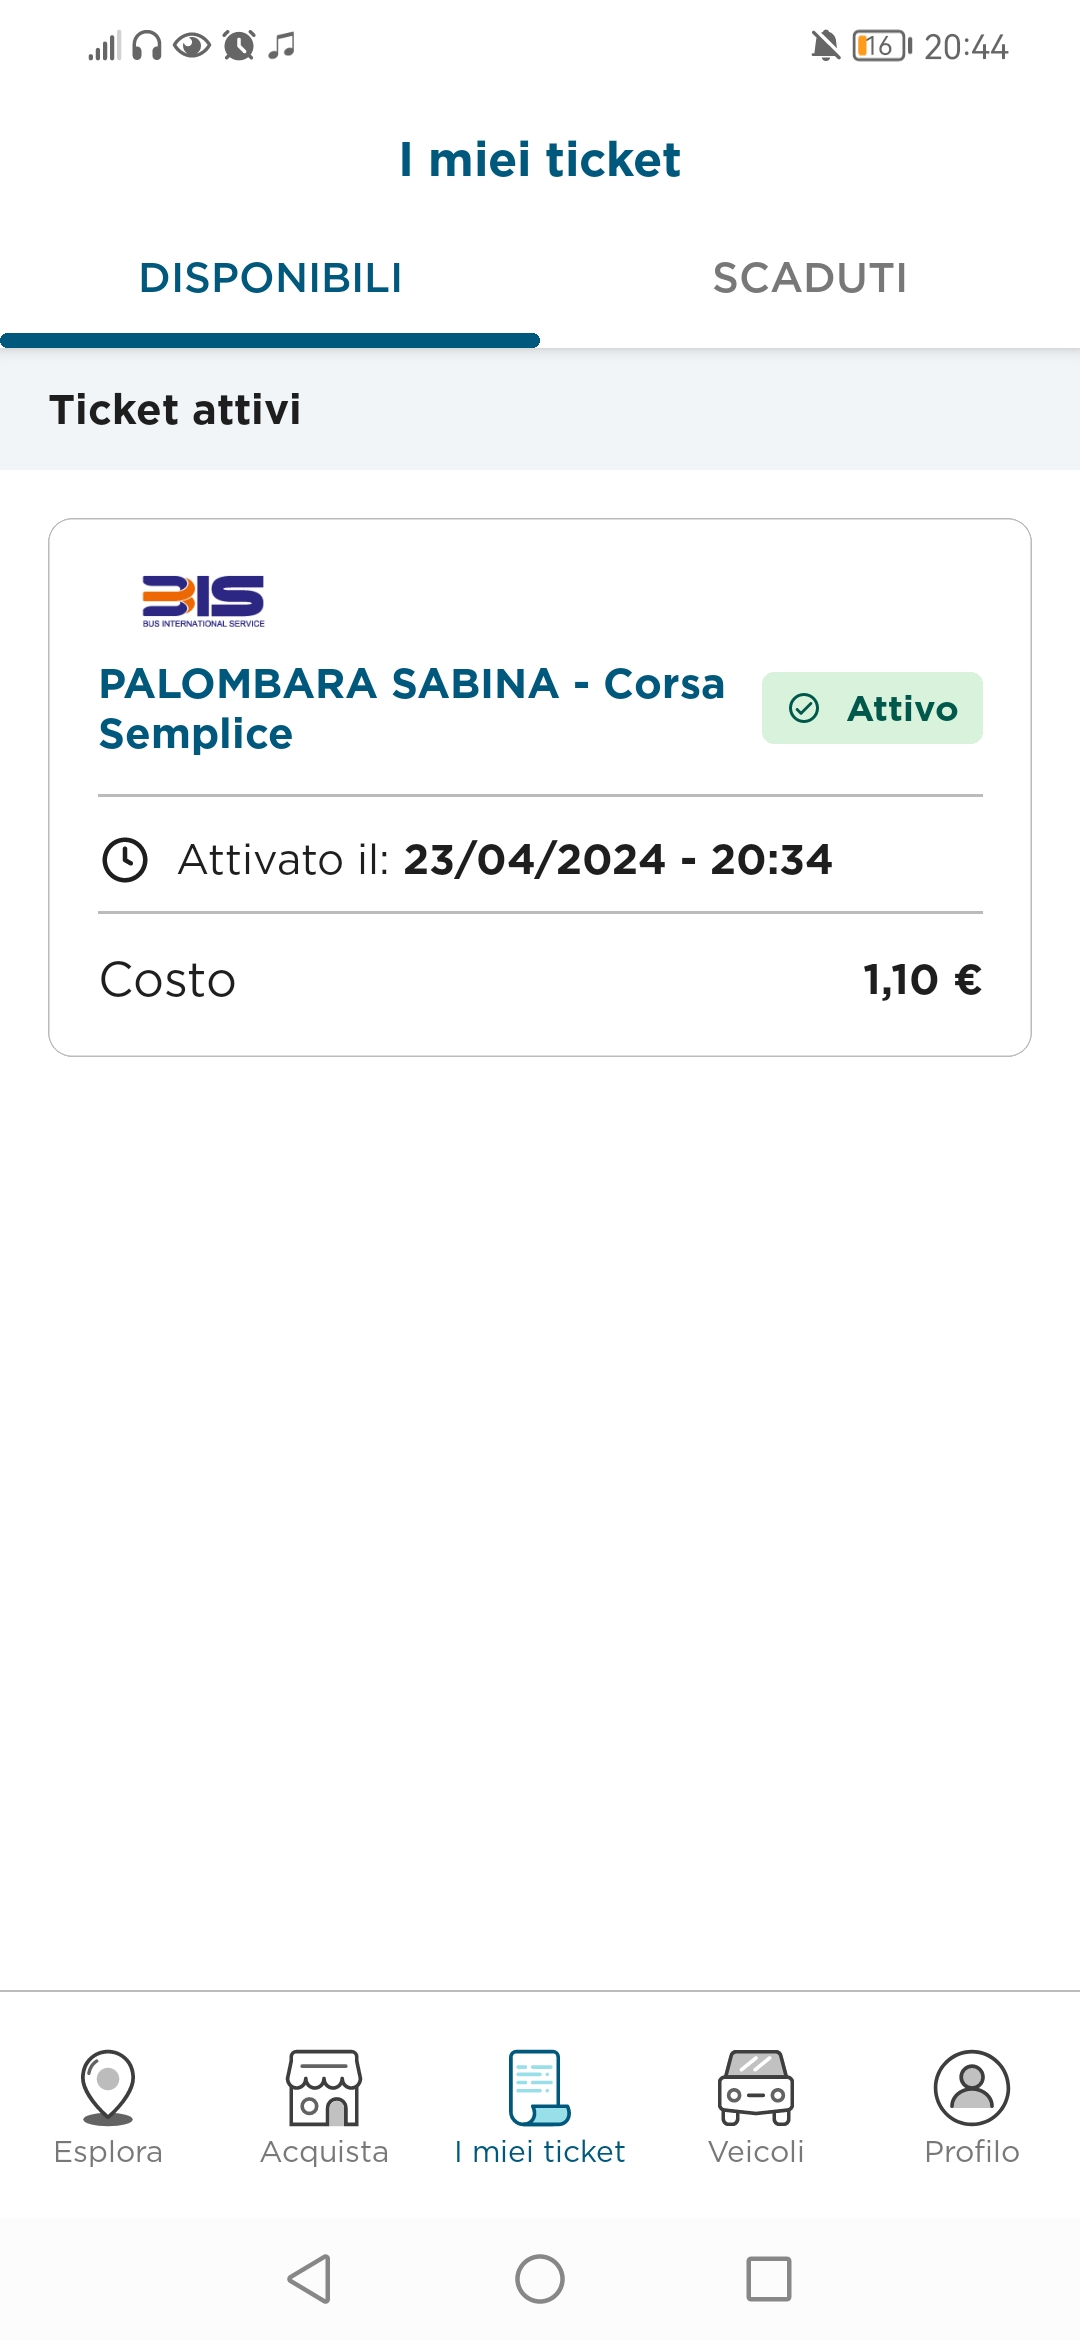 16 20:44
I miei ticket
DISPONIBILI SCADUTI
Ticket attivi
BIS
BUS INTERNATIONAL SERVICE
PALOMBARA SABINA - Corsa
Semplice
Attivo
Attivato il: 23/04/2024 - 20:34
Costo 1,10 €
Esplora Acquista I miei ticket Veicoli Profilo